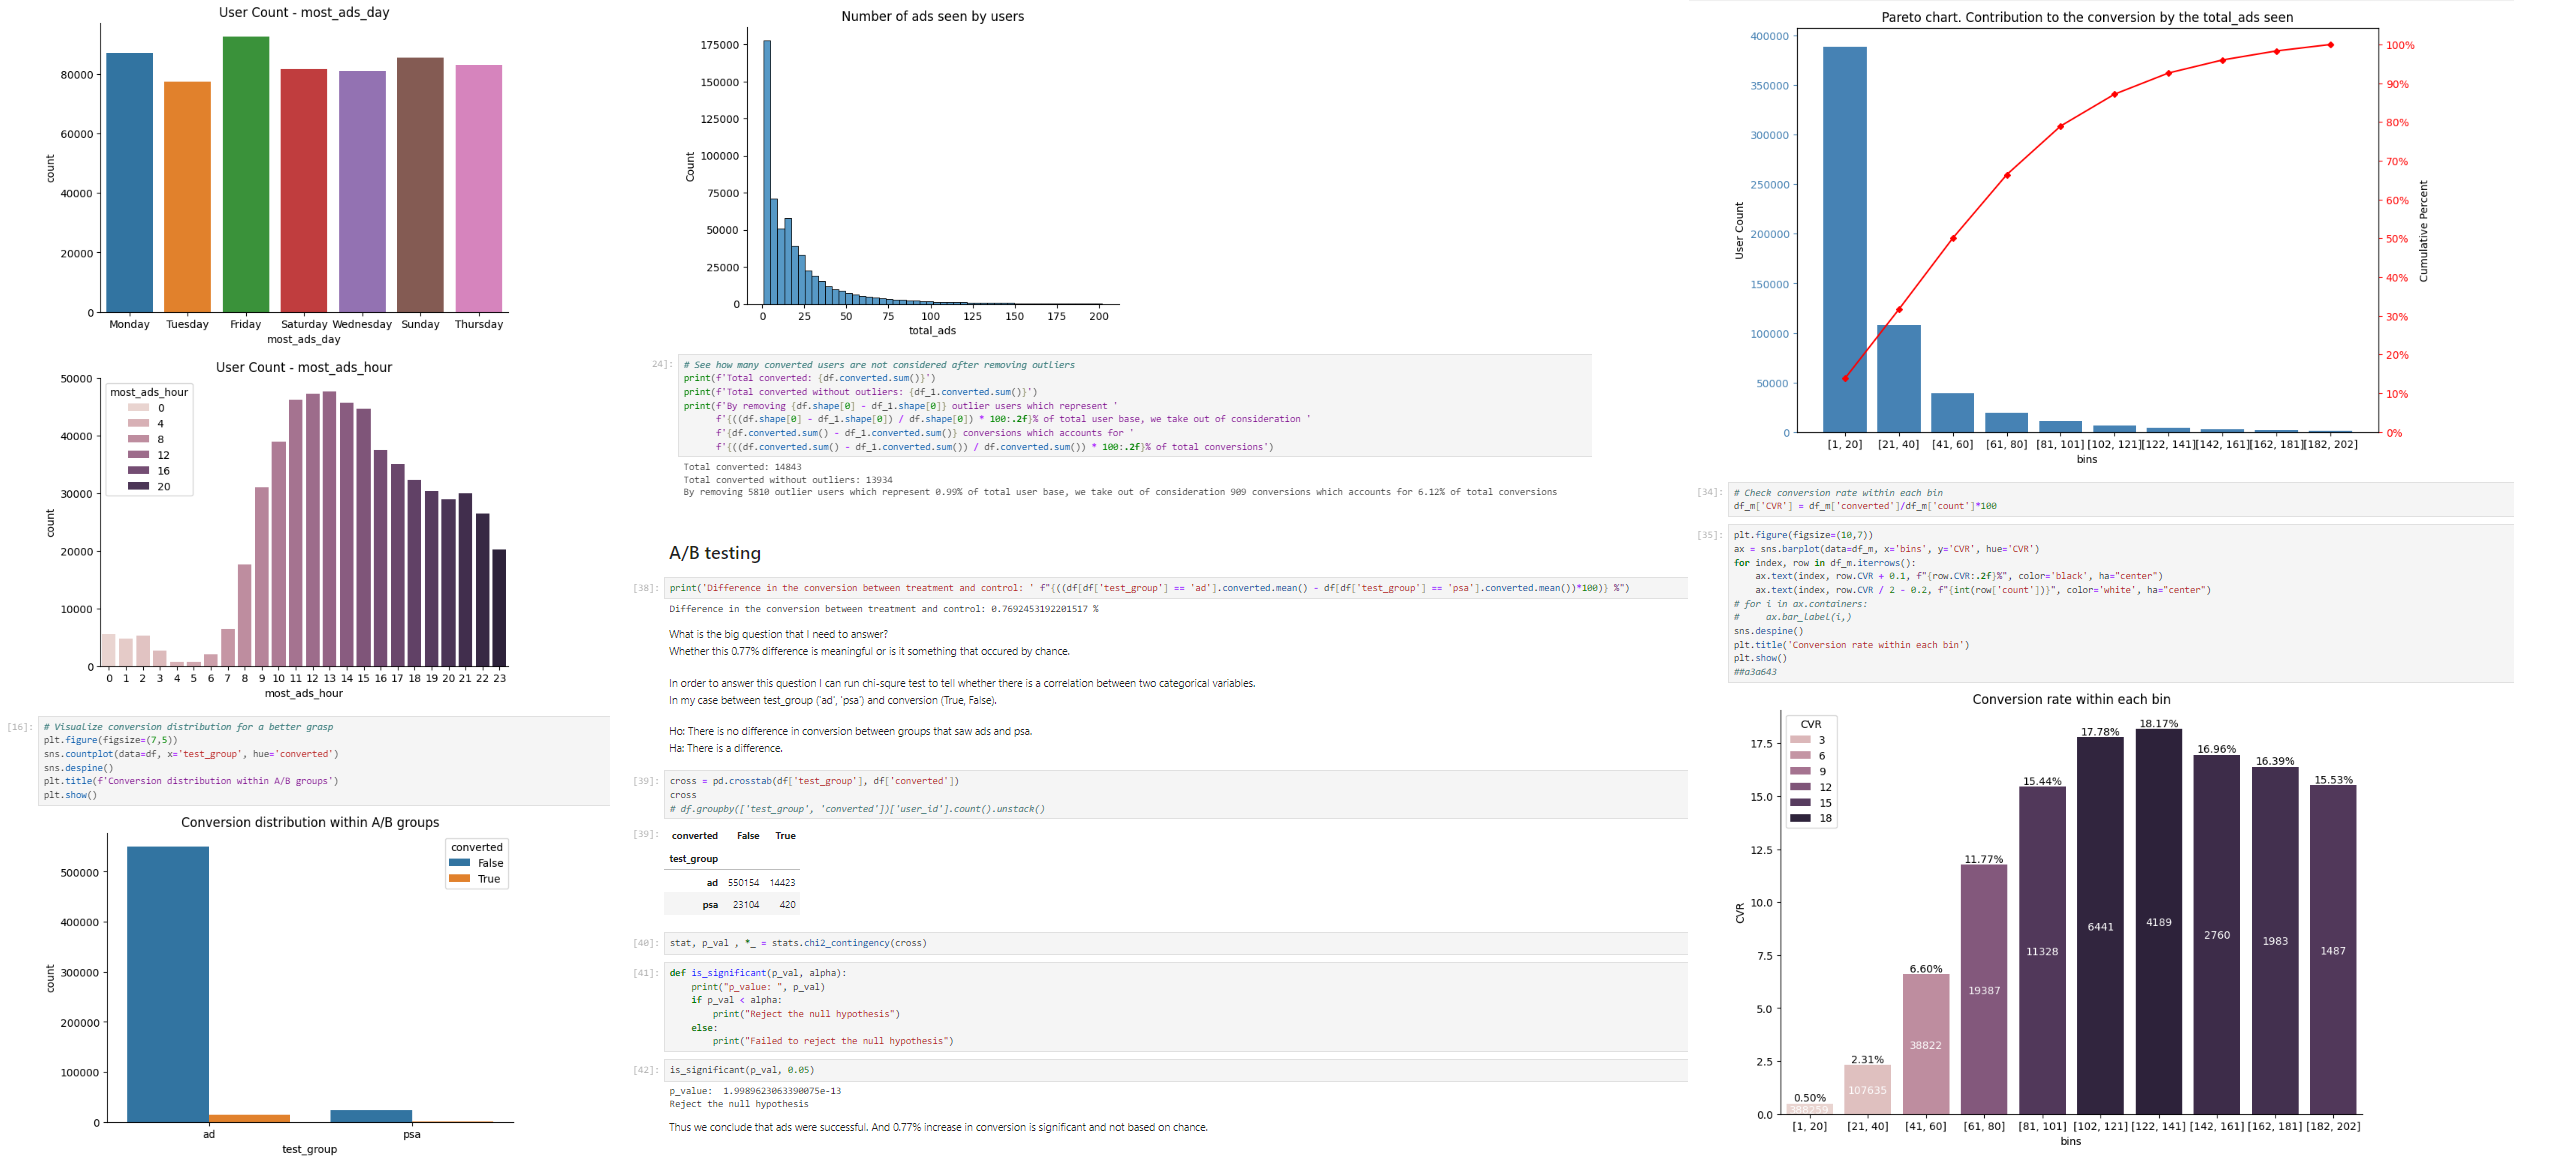 User Count - most_ads_day
count
80000
60000
40000
20000
0
Monday Tuesday Friday Saturday Wednesday Sunday Thursday
most_ads_day
User Count - most_ads_hour
most_ads_hour
0
4
8
12
16
20
count
50000
40000
30000
20000
10000
0
0 1 2 3 4 5 6 7 8 9 10 11 12 13 14 15 16 17 18 19 20 21 22 23
most_ads_hour
[16]:
# Visualize conversion distribution for a better grasp
plt.figure(figsize=(7,5))
sns.countplot(data=df, x='test_group', hue='converted')
sns.despine()
plt.title(f'Conversion distribution within A/B groups')
plt.show()
Conversion distribution within A/B groups
converted
False
True
count
500000
400000
300000
200000
100000
0
ad psa
test_group
Number of ads seen by users
Count
175000
150000
125000
100000
75000
50000
25000
0
0 25 50 75 100 125 150 175 200
total_ads
24]:
# See how many converted users are not considered after removing outliers
print(f'Total converted: {df.converted.sum()}')
print(f'Total converted without outliers: {df_1.converted.sum()}')
print(f'By removing {df.shape[0] - df_1.shape[0]} outlier users which represent '
f'{((df.shape[0] - df_1.shape[0]) / df.shape[0]) * 100:.2f}% of total user base, we take out of consideration '
f'{df.converted.sum() - df_1.converted.sum()} conversions which accounts for '
f'{((df.converted.sum() - df_1.converted.sum()) / df.converted.sum()) * 100:.2f}% of total conversions')
Total converted: 14843
Total converted without outliers: 13934
By removing 5810 outlier users which represent 0.99% of total user base, we take out of consideration 909 conversions which accounts for 6.12% of total conversions
A/B testing
[38]:
print('Difference in the conversion between treatment and control: ' f"{((df[df['test_group'] == 'ad'].converted.mean() - df[df['test_group'] == 'psa'].converted.mean())*100)} %")
Difference in the conversion between treatment and control: 0.7692453192201517 %
What is the big question that I need to answer?
Whether this 0.77% difference is meaningful or is it something that occured by chance.
In order to answer this question I can run chi-squre test to tell whether there is a correlation between two categorical variables.
In my case between test_group ('ad', 'psa') and conversion (True, False).
Ho: There is no difference in conversion between groups that saw ads and psa.
Ha: There is a difference.
[39]:
cross = pd.crosstab(df['test_group'], df['converted'])
cross
# df.groupby(['test_group', 'converted'])['user_id'].count().unstack()
[39]:
converted False True
test_group
ad 550154 14423
psa 23104 420
[40]:
stat, p_val , *_ = stats.chi2_contingency(cross)
[41]:
def is_significant(p_val, alpha):
print("p_value: ", p_val)
if p_val < alpha:
print("Reject the null hypothesis")
else:
print("Failed to reject the null hypothesis")
[42]:
is_significant(p_val, 0.05)
p_value: 1.9989623063390075e-13
Reject the null hypothesis
Thus we conclude that ads were successful. And 0.77% increase in conversion is significant and not based on chance.
Pareto chart. Contribution to the conversion by the total_ads seen
User Count
400000
350000
300000
250000
200000
150000
100000
50000
0
100%
90%
80%
70%
60%
50%
40%
30%
20%
10%
0%
Cumulative Percent
[1, 20] [21, 40] [41, 60] [61, 80] [81, 101] [102, 121] [122, 141] [142, 161] [162, 181] [182, 202]
bins
[34]:
# Check conversion rate within each bin
df_m['CVR'] = df_m['converted']/df_m['count']*100
[35]:
plt.figure(figsize=(10,7))
ax = sns.barplot(data=df_m, x='bins', y='CVR', hue='CVR')
for index, row in df_m.iterrows():
ax.text(index, row.CVR + 0.1, f"{row.CVR:.2f}%", color='black', ha="center")
ax.text(index, row.CVR / 2 - 0.2, f"{int(row['count'])}", color='white', ha="center")
# for i in ax.containers:
# ax.bar_label(i,)
sns.despine()
plt.title('Conversion rate within each bin')
plt.show()
##a3a643
Conversion rate within each bin
CVR
3
6
9
12
15
18
CVR
17.5
15.0
12.5
10.0
7.5
5.0
2.5
0.0
0.50% 2.31% 6.60% 11.77% 15.44% 17.78% 18.17% 16.96% 16.39% 15.53%
107635 38822 19387 11328 6441 4189 2760 1983 1487
[1, 20] [21, 40] [41, 60] [61, 80] [81, 101] [102, 121] [122, 141] [142, 161] [162, 181] [182, 202]
bins